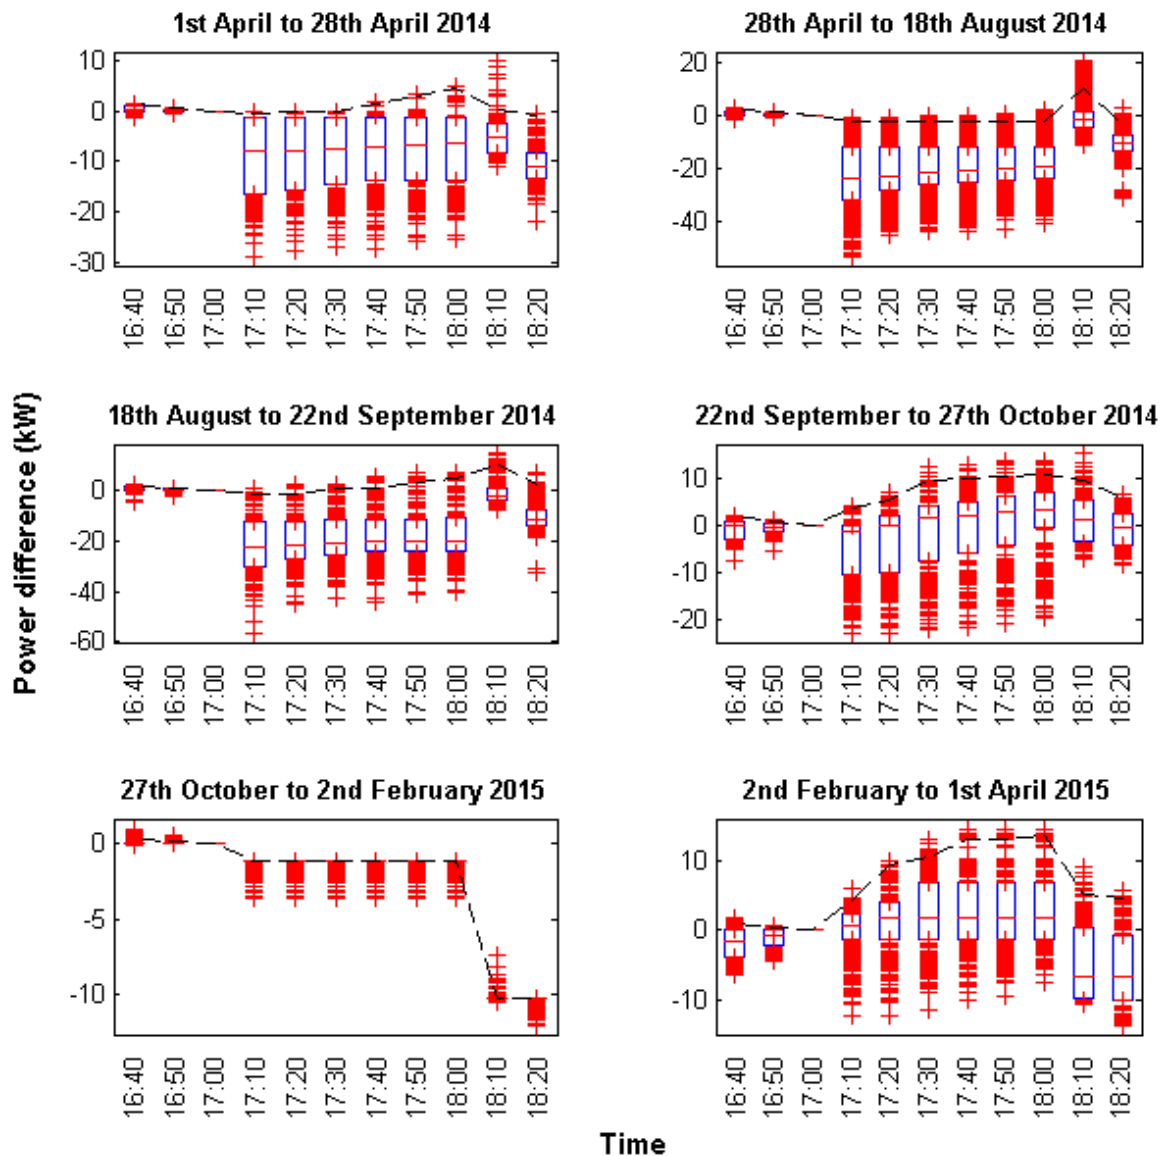 1st April to 28th April 2014
10
0
-10
-20
-30
16:40 16:50 17:00 17:10 17:20 17:30 17:40 17:50 18:00 18:10 18:20
28th April to 18th August 2014
20
0
-20
-40
16:40 16:50 17:00 17:10 17:20 17:30 17:40 17:50 18:00 18:10 18:20
Power difference (kW)
18th August to 22nd September 2014
0
-20
-40
-60
16:40 16:50 17:00 17:10 17:20 17:30 17:40 17:50 18:00 18:10 18:20
22nd September to 27th October 2014
10
0
-10
-20
16:40 16:50 17:00 17:10 17:20 17:30 17:40 17:50 18:00 18:10 18:20
27th October to 2nd February 2015
0
-5
-10
16:40 16:50 17:00 17:10 17:20 17:30 17:40 17:50 18:00 18:10 18:20
2nd February to 1st April 2015
10
0
-10
16:40 16:50 17:00 17:10 17:20 17:30 17:40 17:50 18:00 18:10 18:20
Time